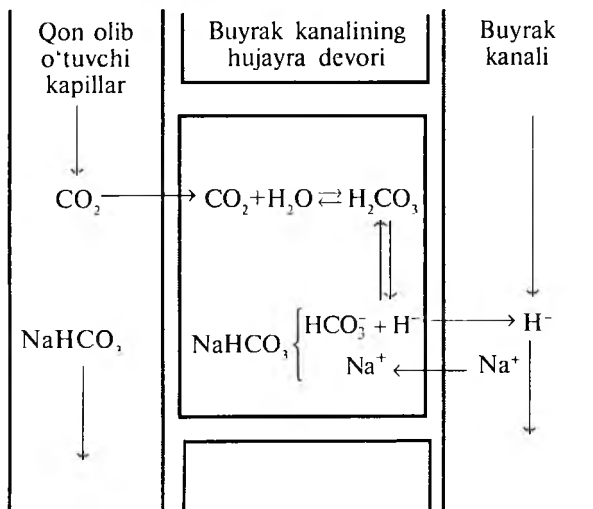 Qon olib
o‘tuvchi
kapillar
Buyrak kanalining
hujayra devori
Buyrak
kanali
CO₂ → CO₂+H₂O ⇄ H₂CO₃
HCO₃⁻ + H⁻ → H⁻
NaHCO₃
NaHCO₃
Na⁺ ← Na⁺